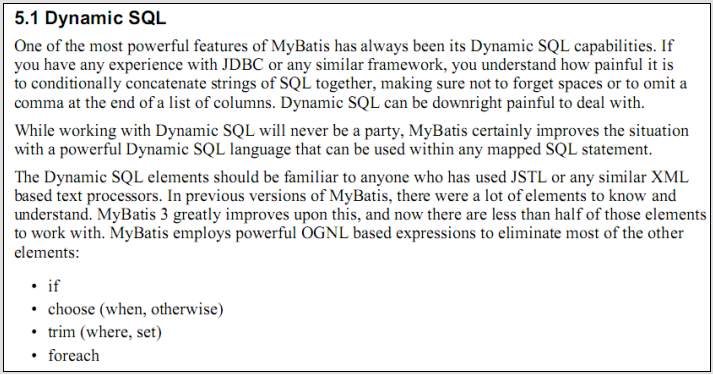 5.1 Dynamic SQL
One of the most powerful features of MyBatis has always been its Dynamic SQL capabilities. If
you have any experience with JDBC or any similar framework, you understand how painful it is
to conditionally concatenate strings of SQL together, making sure not to forget spaces or to omit a
comma at the end of a list of columns. Dynamic SQL can be downright painful to deal with.
While working with Dynamic SQL will never be a party, MyBatis certainly improves the situation
with a powerful Dynamic SQL language that can be used within any mapped SQL statement.
The Dynamic SQL elements should be familiar to anyone who has used JSTL or any similar XML
based text processors. In previous versions of MyBatis, there were a lot of elements to know and
understand. MyBatis 3 greatly improves upon this, and now there are less than half of those elements
to work with. MyBatis employs powerful OGNL based expressions to eliminate most of the other
elements:
• if
• choose (when, otherwise)
• trim (where, set)
• foreach